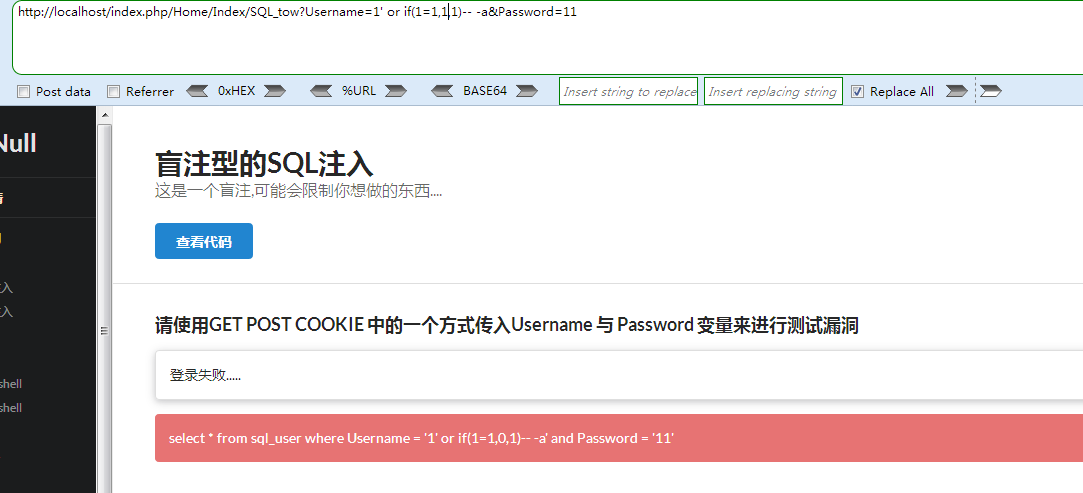 http://localhost/index.php/Home/Index/SQL_tow?Username=1' or if(1=1,1,1)-- -a&Password=11
Post data Referrer 0xHEX %URL BASE64 Insert string to replace Insert replacing string Replace All
Null
盲注型的SQL注入
这是一个盲注,可能会限制你想做的东西....
查看代码
入
入
请使用GET POST COOKIE 中的一个方式传入Username 与 Password 变量来进行测试漏洞
登录失败.....
shell
shell
select * from sql_user where Username = '1' or if(1=1,0,1)-- -a' and Password = '11'